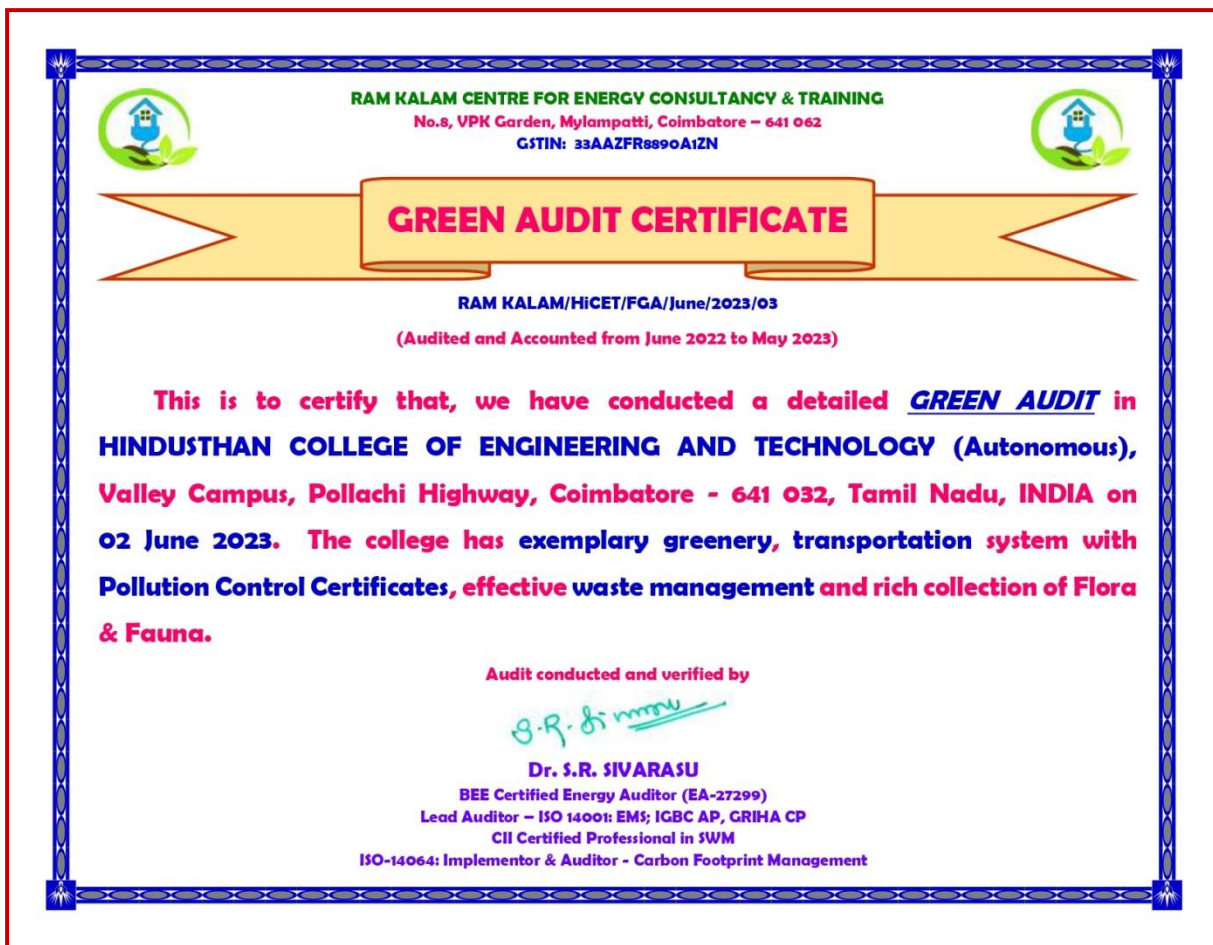 RAM KALAM CENTRE FOR ENERGY CONSULTANCY & TRAINING
No.8, VPK Garden, Mylampatti, Coimbatore – 641 062
GSTIN: 33AAZFR8890A1ZN
GREEN AUDIT CERTIFICATE
RAM KALAM/HiCET/FGA/June/2023/03
(Audited and Accounted from June 2022 to May 2023)
This is to certify that, we have conducted a detailed GREEN AUDIT in
HINDUSTHAN COLLEGE OF ENGINEERING AND TECHNOLOGY (Autonomous),
Valley Campus, Pollachi Highway, Coimbatore - 641 032, Tamil Nadu, INDIA on
02 June 2023. The college has exemplary greenery, transportation system with
Pollution Control Certificates, effective waste management and rich collection of Flora
& Fauna.
Audit conducted and verified by
Dr. S.R. SIVARASU
BEE Certified Energy Auditor (EA-27299)
Lead Auditor – ISO 14001: EMS; IGBC AP, GRIHA CP
CII Certified Professional in SWM
ISO-14064: Implementor & Auditor - Carbon Footprint Management